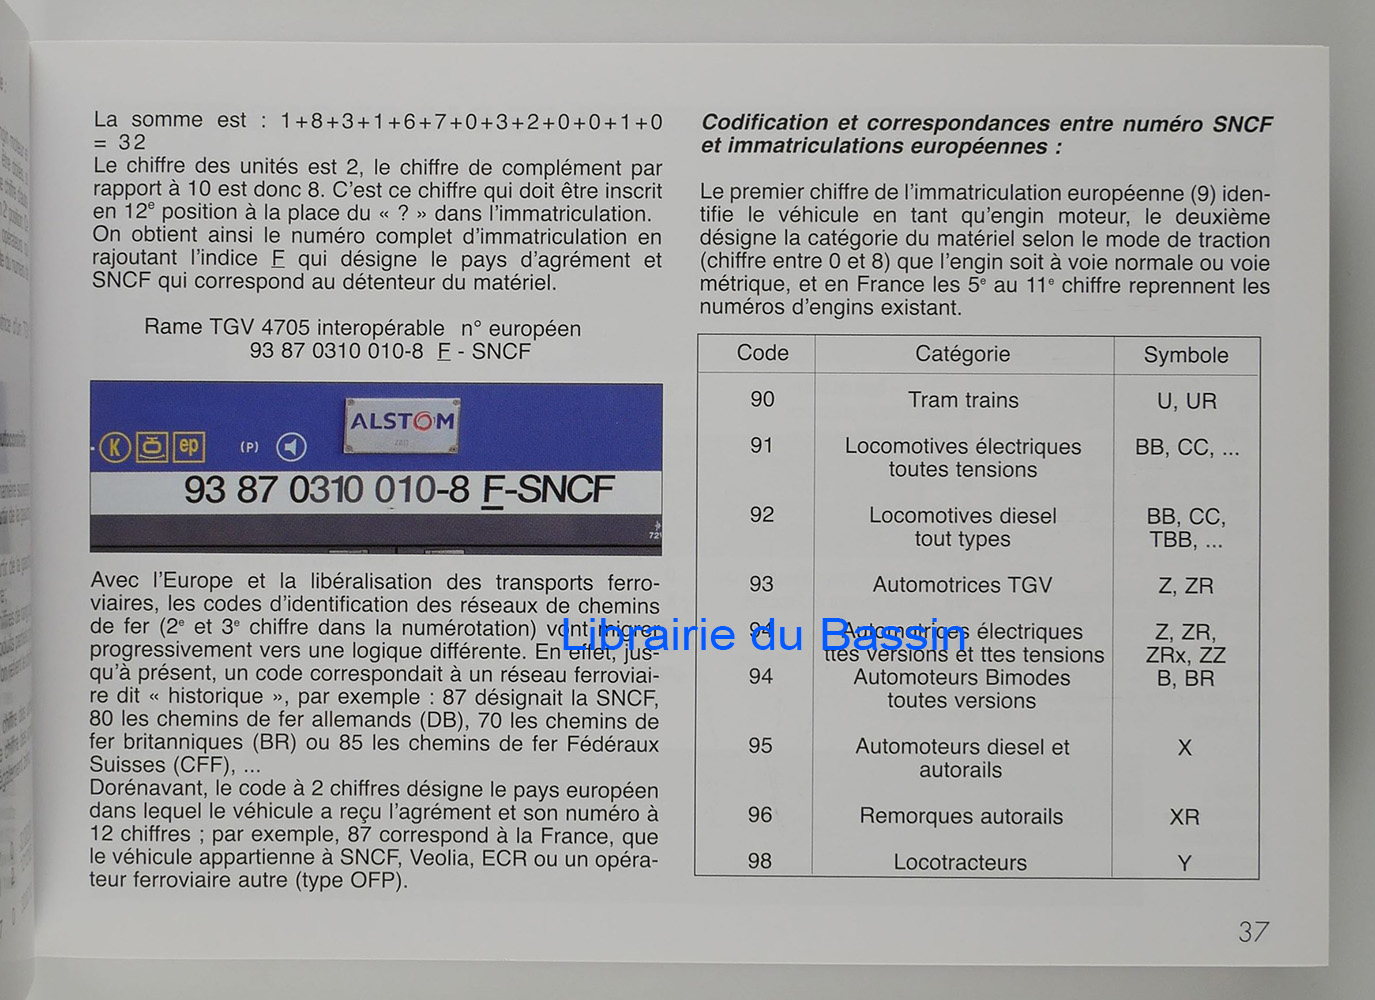 La somme est : 1+8+3+1+6+7+0+3+2+0+0+1+0
= 32
Le chiffre des unités est 2, le chiffre de complément par
rapport à 10 est donc 8. C'est ce chiffre qui doit être inscrit
en 12e position à la place du « ? » dans l'immatriculation.
On obtient ainsi le numéro complet d'immatriculation en
rajoutant l'indice F qui désigne le pays d'agrément et
SNCF qui correspond au détenteur du matériel.
Rame TGV 4705 interopérable n° européen
93 87 0310 010-8 F - SNCF
ALSTOM
K ep (P)
93 87 0310 010-8 F-SNCF
72
Avec l'Europe et la libéralisation des transports ferro-
viaires, les codes d'identification des réseaux de chemins
de fer (2e et 3e chiffre dans la numérotation) vont migrer
progressivement vers une logique différente. En effet, jus-
qu'à présent, un code correspondait à un réseau ferroviai-
re dit « historique », par exemple : 87 désignait la SNCF,
80 les chemins de fer allemands (DB), 70 les chemins de
fer britanniques (BR) ou 85 les chemins de fer Fédéraux
Suisses (CFF), ...
Dorénavant, le code à 2 chiffres désigne le pays européen
dans lequel le véhicule a reçu l'agrément et son numéro à
12 chiffres ; par exemple, 87 correspond à la France, que
le véhicule appartienne à SNCF, Veolia, ECR ou un opéra-
teur ferroviaire autre (type OFP).
Codification et correspondances entre numéro SNCF
et immatriculations européennes :
Le premier chiffre de l'immatriculation européenne (9) iden-
tifie le véhicule en tant qu'engin moteur, le deuxième
désigne la catégorie du matériel selon le mode de traction
(chiffre entre 0 et 8) que l'engin soit à voie normale ou voie
métrique, et en France les 5e au 11e chiffre reprennent les
numéros d'engins existant.
Code Catégorie Symbole
90 Tram trains U, UR
91 Locomotives électriques BB, CC, ...
toutes tensions
92 Locomotives diesel BB, CC,
tout types TBB, ...
93 Automotrices TGV Z, ZR
94 Automotrices électriques Z, ZR,
ttes versions et ttes tensions ZRx, ZZ
94 Automoteurs Bimodes B, BR
toutes versions
95 Automoteurs diesel et X
autorails
96 Remorques autorails XR
98 Locotracteurs Y
Librairie du Bassin
37